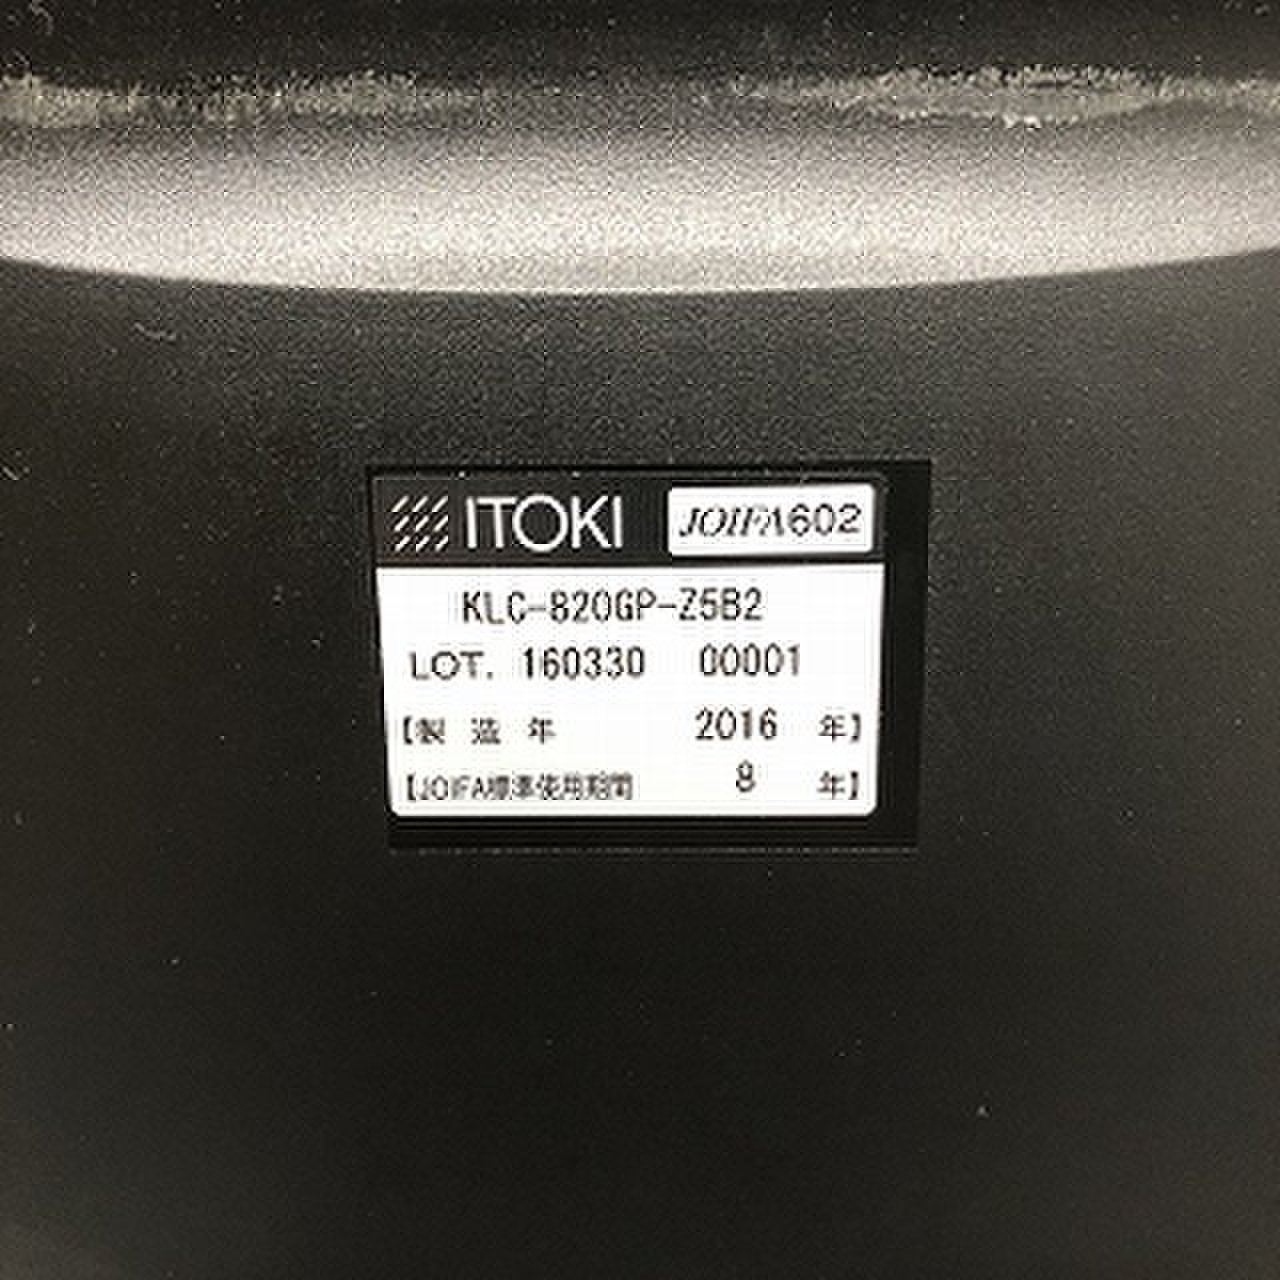 ITOKI JOIFA602
KLC-820GP-Z5B2
LOT. 160330 00001
【製 造 年 2016 年】
【JOIFA標準使用期間 8 年】